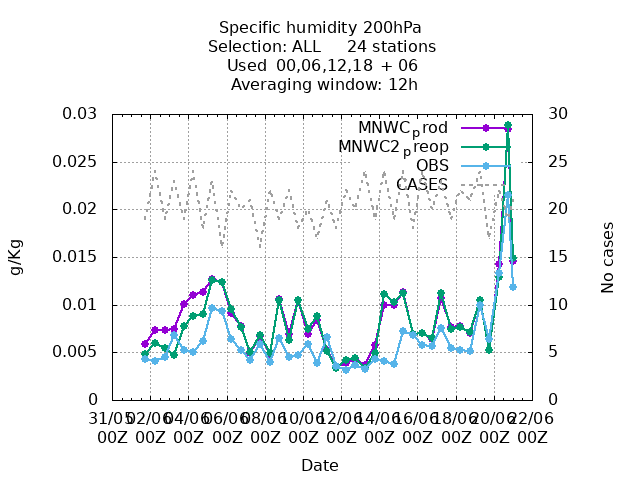 Specific humidity 200hPa
Selection: ALL     24 stations
Used  00,06,12,18  + 06
Averaging window: 12h
0.03
0.025
0.02
0.015
0.01
0.005
0
g/Kg
30
25
20
15
10
5
0
No cases
MNWCprod
MNWC2preop
OBS
CASES
31/05 02/06 04/06 06/06 08/06 10/06 12/06 14/06 16/06 18/06 20/06 22/06
00Z 00Z 00Z 00Z 00Z 00Z 00Z 00Z 00Z 00Z 00Z 00Z
Date